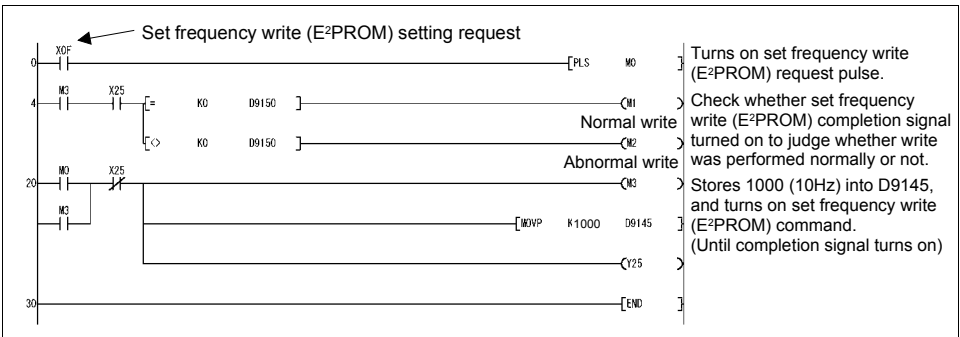 Set frequency write (E²PROM) setting request
X0F
0
[PLS M0 ]
Turns on set frequency write
(E²PROM) request pulse.
M3 X25
4
[= K0 D9150 ]
(M1 )
Normal write
[<> K0 D9150 ]
(M2 )
Abnormal write
Check whether set frequency
write (E²PROM) completion signal
turned on to judge whether write
was performed normally or not.
M0 X25
20
(M3 )
M3
[MOVP K1000 D9145 ]
(Y25 )
Stores 1000 (10Hz) into D9145,
and turns on set frequency write
(E²PROM) command.
(Until completion signal turns on)
30
[END ]